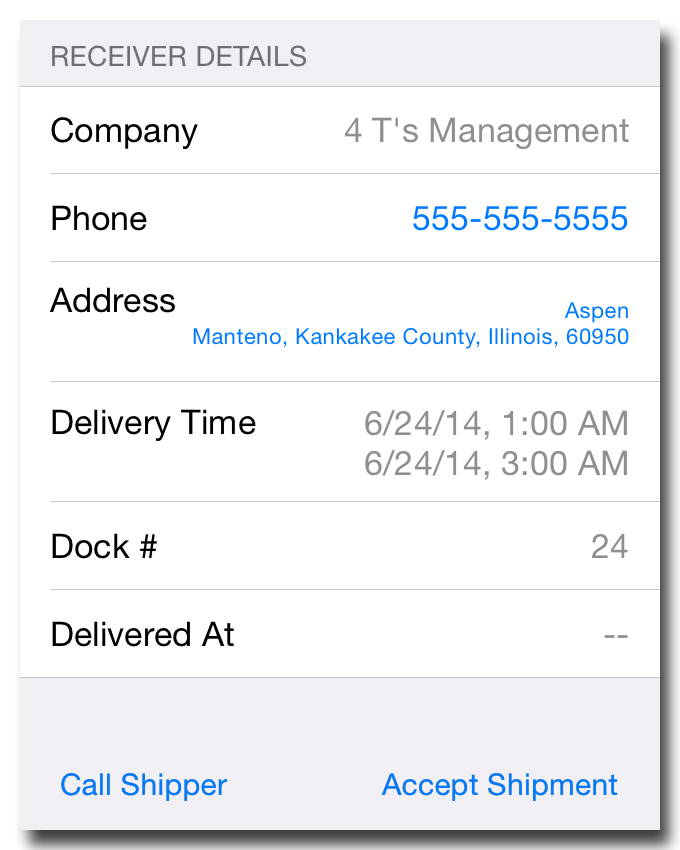 RECEIVER DETAILS
Company 4 T's Management
Phone 555-555-5555
Address Aspen
Manteno, Kankakee County, Illinois, 60950
Delivery Time 6/24/14, 1:00 AM
6/24/14, 3:00 AM
Dock # 24
Delivered At --
Call Shipper Accept Shipment